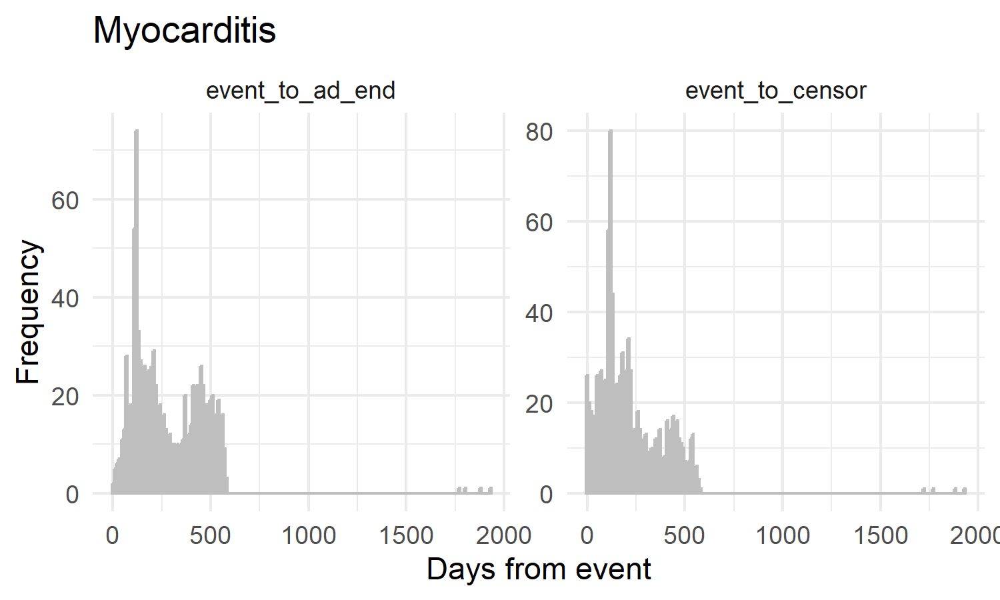 Myocarditis
event_to_ad_end
event_to_censor
Frequency
60
40
20
0
80
60
40
20
0
0 500 1000 1500 2000
0 500 1000 1500 2000
Days from event